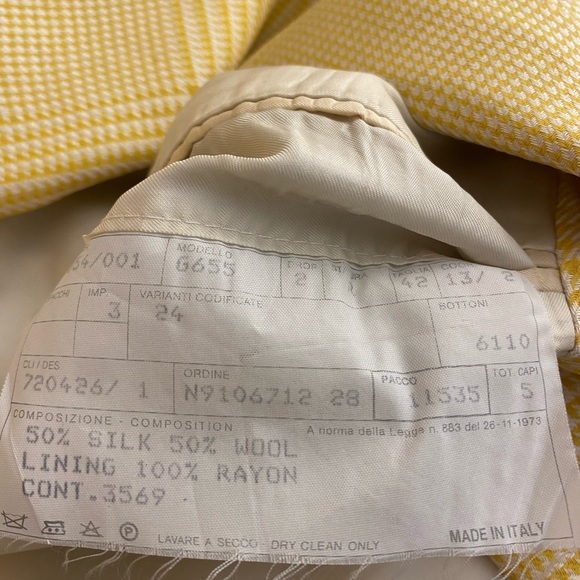 54/001 MODELLO G655 2 TAGLIA 42 13/ 2
IMP. 3 VARIANTI CODIFICATE 24 BOTTONI 6110
CLI/DES 720426/ 1 ORDINE N9106712 28 PACCO 11535 TOT. CAPI 5
COMPOSIZIONE - COMPOSITION A norma della Legge n. 883 del 26-11-1973
50% SILK 50% WOOL
LINING 100% RAYON
CONT.3569
P LAVARE A SECCO - DRY CLEAN ONLY MADE IN ITALY